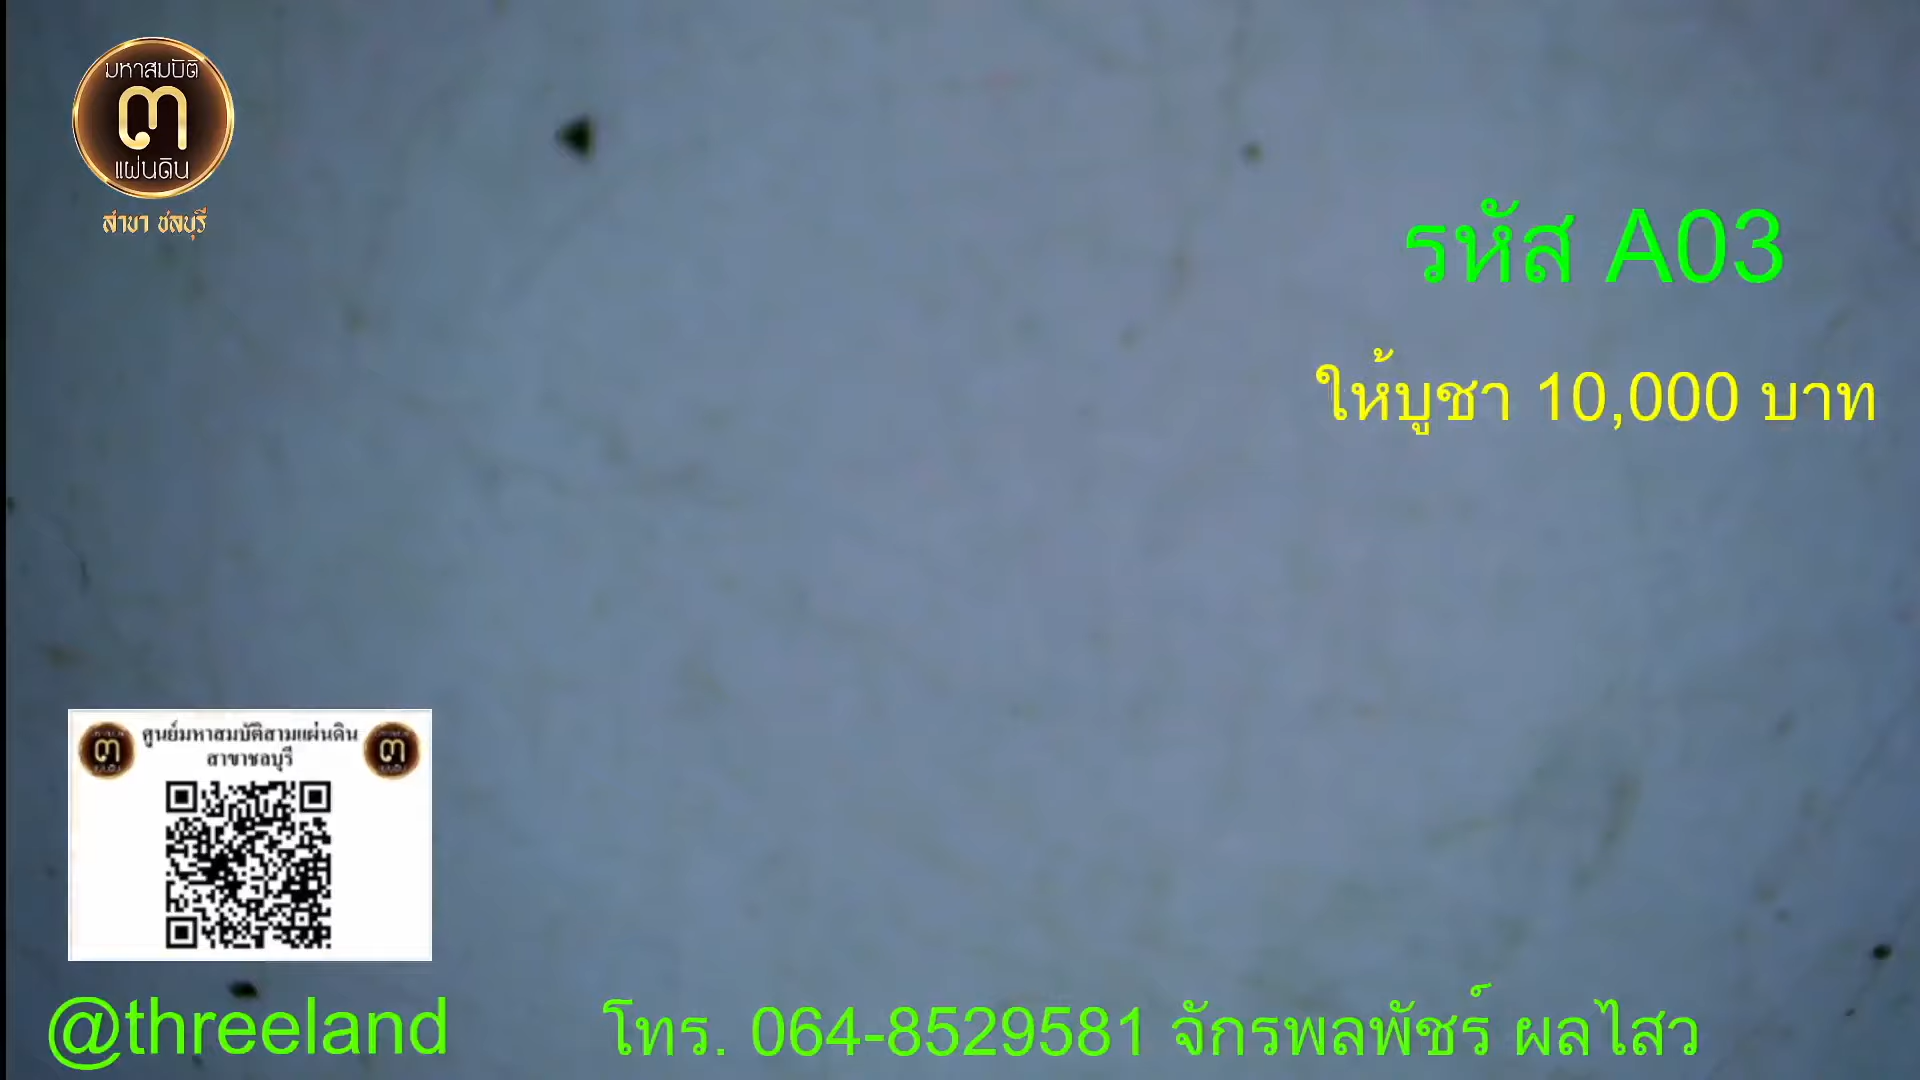 มหาสมบัติ
๓
แผ่นดิน
สาขา ชลบุรี
รหัส A03
ให้บูชา 10,000 บาท
ศูนย์มหาสมบัติสามแผ่นดิน
สาขาชลบุรี
๓
๓
@threeland
โทร. 064-8529581 จักรพลพัชร์ ผลไสว